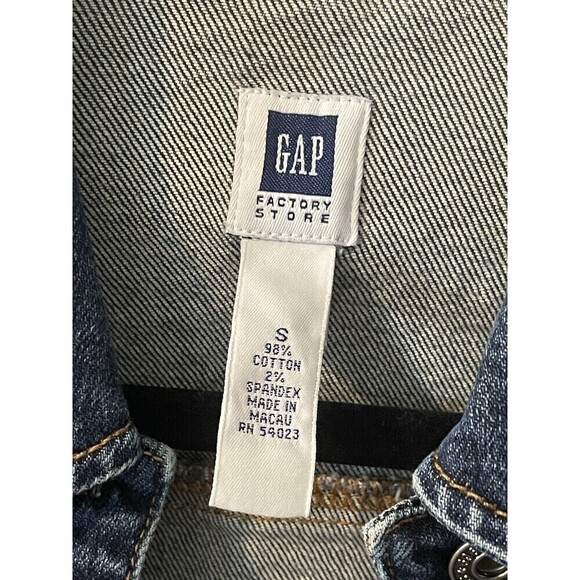 GAP
FACTORY
STORE
S
98%
COTTON
2%
SPANDEX
MADE IN
MACAU
RN 54023